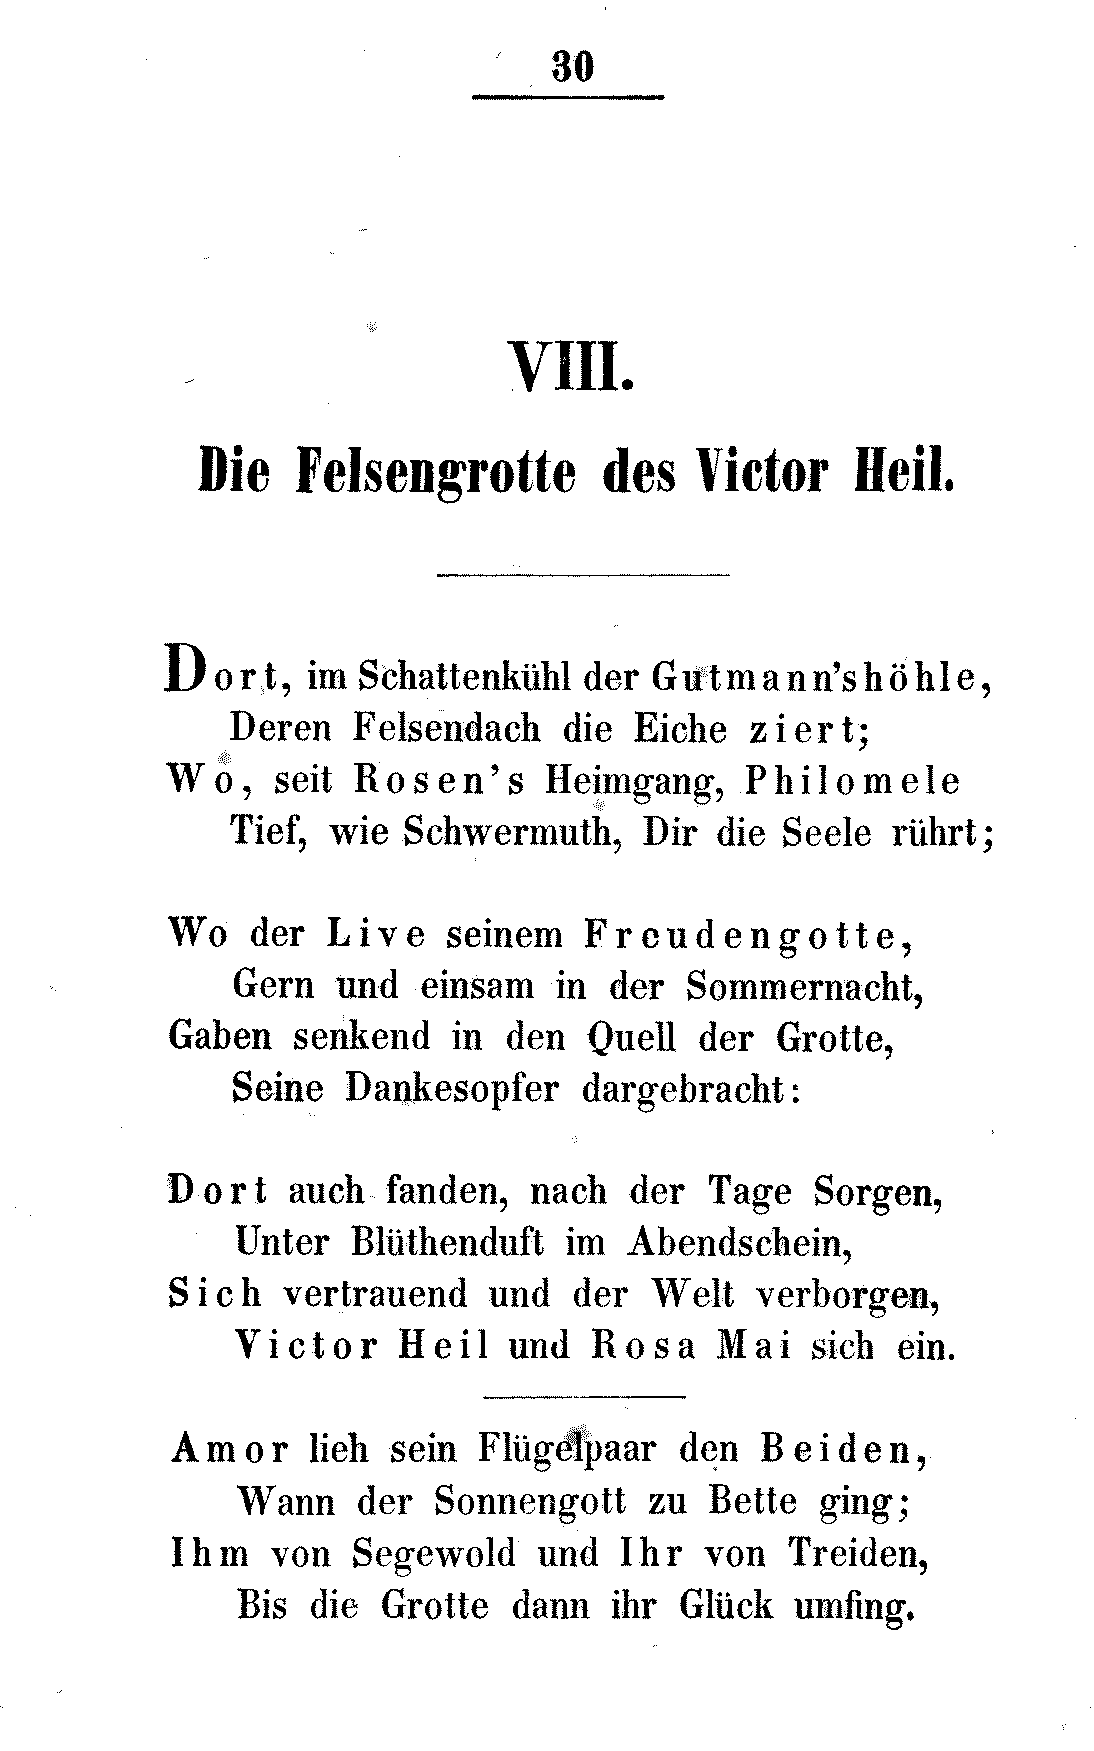 30
VIII.
Die Felsengrotte des Victor Heil.
Dort, im Schattenkühl der Gutmann'shöhle,
Deren Felsendach die Eiche ziert;
Wo, seit Rosen's Heimgang, Philomele
Tief, wie Schwermuth, Dir die Seele rührt;
Wo der Live seinem Freudengotte,
Gern und einsam in der Sommernacht,
Gaben senkend in den Quell der Grotte,
Seine Dankesopfer dargebracht:
Dort auch fanden, nach der Tage Sorgen,
Unter Blüthenduft im Abendschein,
Sich vertrauend und der Welt verborgen,
Victor Heil und Rosa Mai sich ein.
Amor lieh sein Flügelpaar den Beiden,
Wann der Sonnengott zu Bette ging;
Ihm von Segewold und Ihr von Treiden,
Bis die Grotte dann ihr Glück umfing.